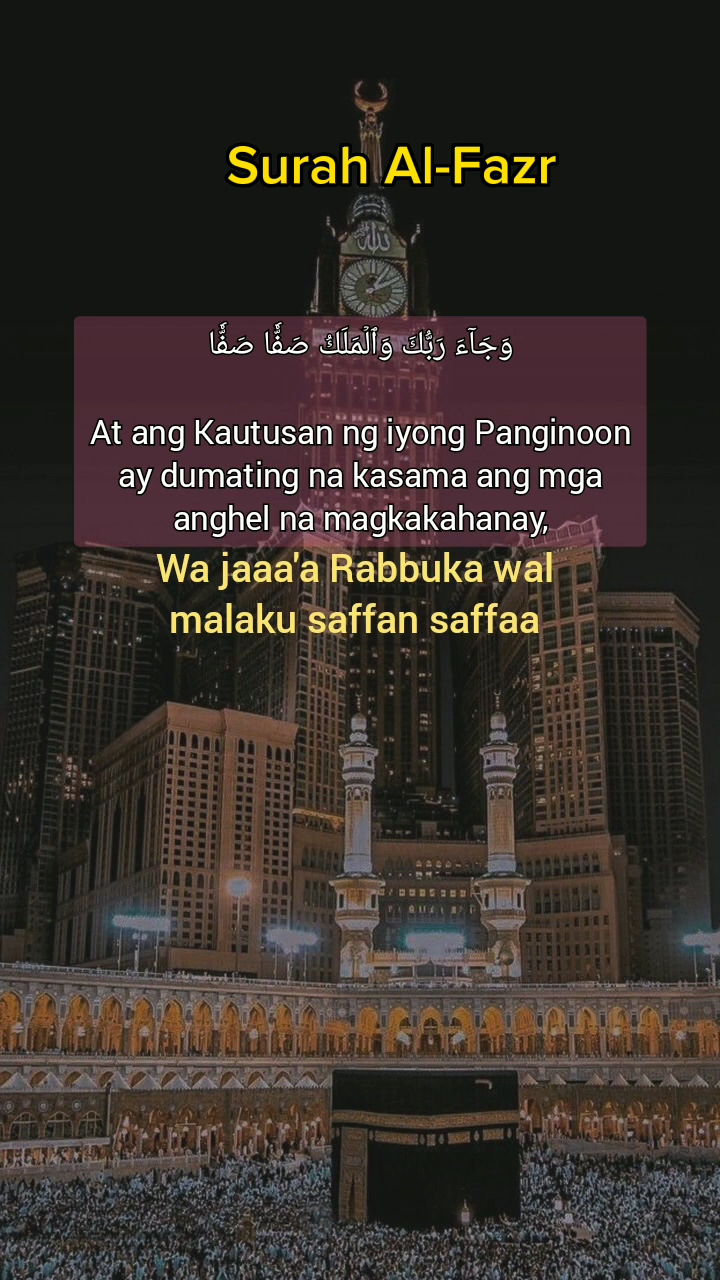 Surah Al-Fazr
الله
وَجَآءَ رَبُّكَ وَٱلۡمَلَكُ صَفّٗا صَفّٗا
At ang Kautusan ng iyong Panginoon
ay dumating na kasama ang mga
anghel na magkakahanay,
Wa jaaa'a Rabbuka wal
malaku saffan saffaa